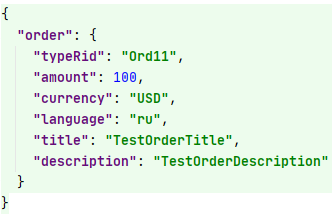 {
  "order": {
    "typeRid": "Ord11",
    "amount": 100,
    "currency": "USD",
    "language": "ru",
    "title": "TestOrderTitle",
    "description": "TestOrderDescription"
  }
}